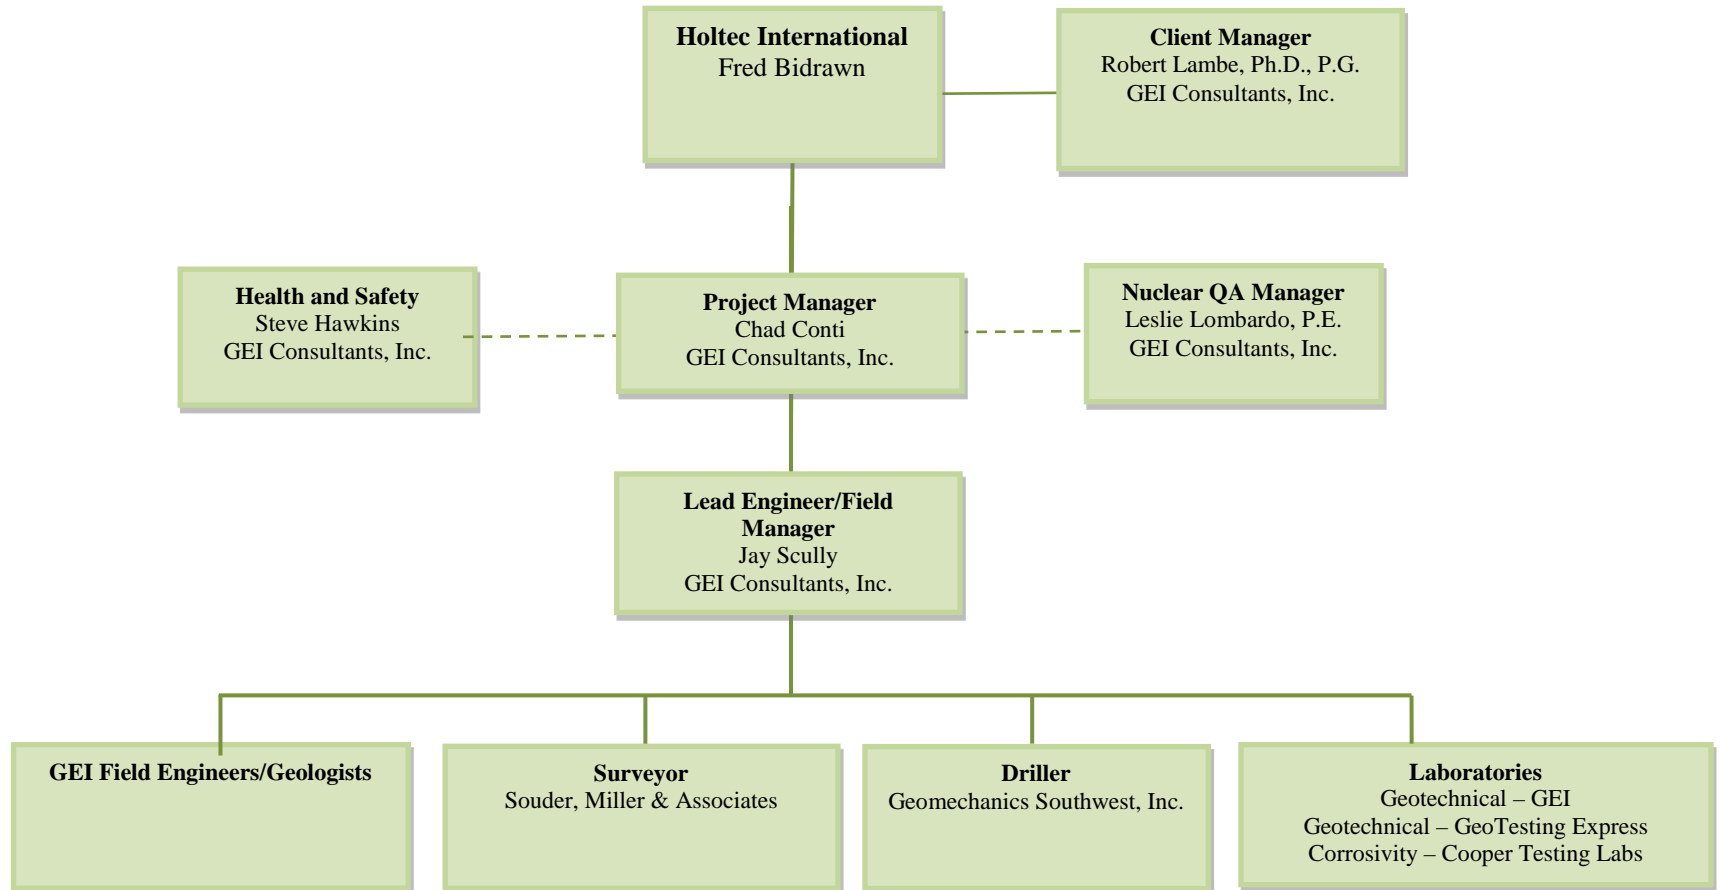 Holtec International
Fred Bidrawn
Client Manager
Robert Lambe, Ph.D., P.G.
GEI Consultants, Inc.
Health and Safety
Steve Hawkins
GEI Consultants, Inc.
Project Manager
Chad Conti
GEI Consultants, Inc.
Nuclear QA Manager
Leslie Lombardo, P.E.
GEI Consultants, Inc.
Lead Engineer/Field
Manager
Jay Scully
GEI Consultants, Inc.
GEI Field Engineers/Geologists
Surveyor
Souder, Miller & Associates
Driller
Geomechanics Southwest, Inc.
Laboratories
Geotechnical – GEI
Geotechnical – GeoTesting Express
Corrosivity – Cooper Testing Labs